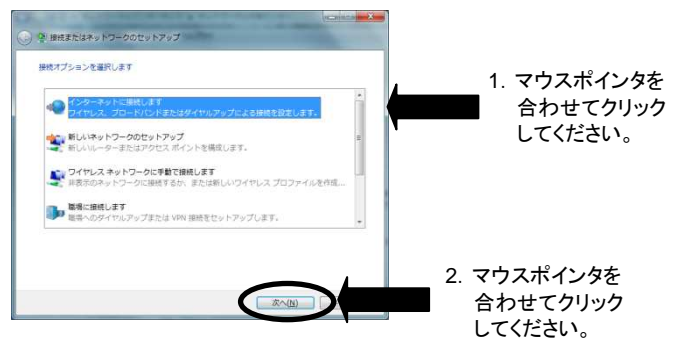 接続またはネットワークのセットアップ
接続オプションを選択します
インターネットに接続します
ワイヤレス、ブロードバンドまたはダイヤルアップによる接続を設定します。
新しいネットワークのセットアップ
新しいルーターまたはアクセス ポイントを構成します。
ワイヤレス ネットワークに手動で接続します
非表示のネットワークに接続するか、または新しいワイヤレス プロファイルを作成...
職場に接続します
職場へのダイヤルアップまたは VPN 接続をセットアップします。
次へ(N)
1. マウスポインタを
合わせてクリック
してください。
2. マウスポインタを
合わせてクリック
してください。